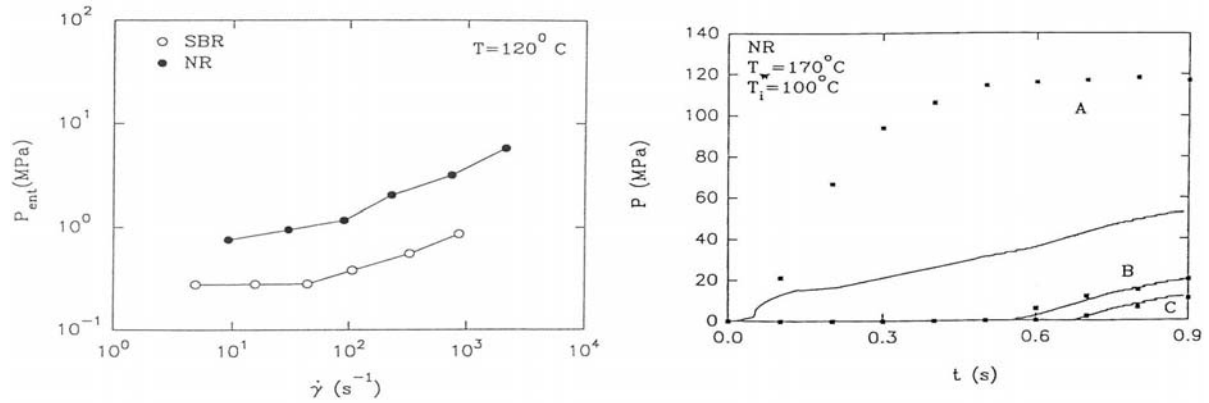 10²
○ SBR
● NR
T=120⁰ C
10¹
P_ent(MPa)
10⁰
10⁻¹
10⁰ 10¹ 10² 10³ 10⁴
γ̇ (s⁻¹)
140
120
100
80
60
40
20
0
P (MPa)
NR
T_w=170°C
T_i=100°C
A
B
C
0.0 0.3 0.6 0.9
t (s)